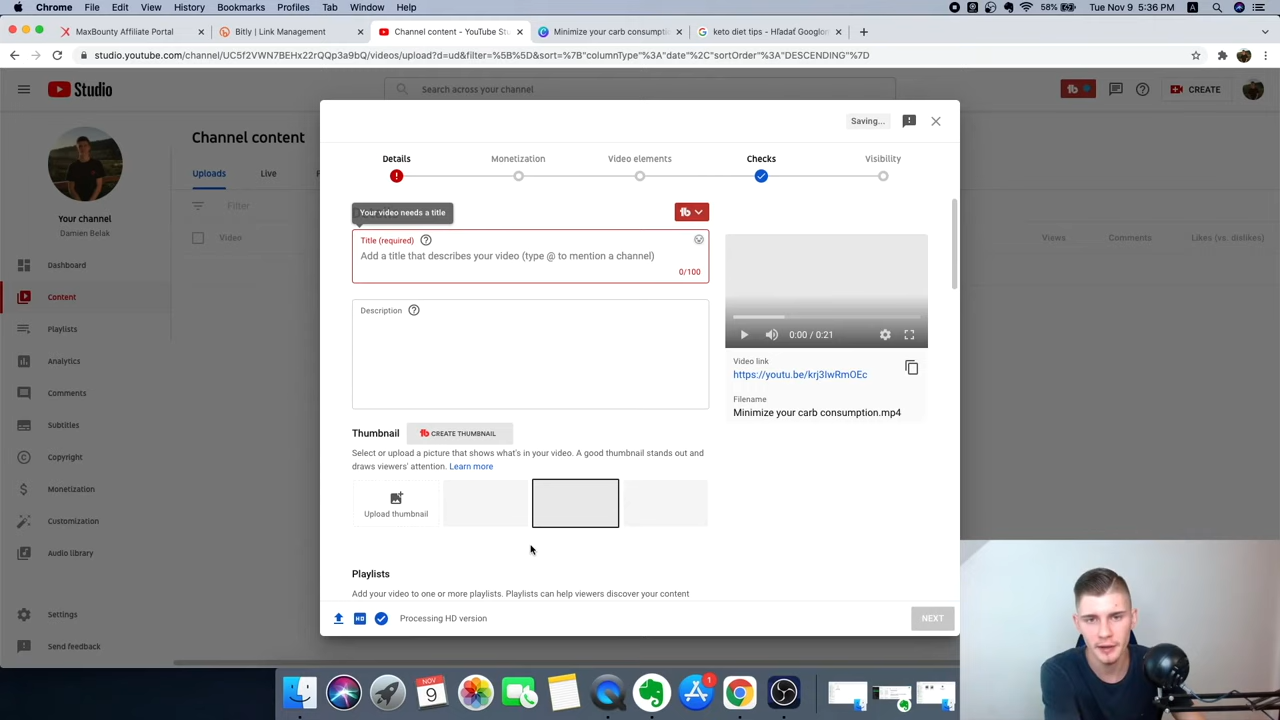 Chrome File Edit View History Bookmarks Profiles Tab Window Help 58% Tue Nov 9 5:36 PM
MaxBounty Affiliate Portal
Bitly | Link Management
Channel content - YouTube Stu
Minimize your carb consumptio
keto diet tips - Hľadať Googlom
studio.youtube.com/channel/UC5f2VWN7BEHx22rQQp3a9bQ/videos/upload?d=ud&filter=%5B%5D&sort=%7B"columnType"%3A"date"%2C"sortOrder"%3A"DESCENDING"%7D
Studio
Search across your channel
CREATE
Your channel
Damien Belak
Dashboard
Content
Playlists
Analytics
Comments
Subtitles
Copyright
Monetization
Customization
Audio library
Settings
Send feedback
Channel content
Uploads
Live
Filter
Video
Views
Comments
Likes (vs. dislikes)
Saving...
Details
Monetization
Video elements
Checks
Visibility
Your video needs a title
Title (required)
Add a title that describes your video (type @ to mention a channel)
0/100
Description
Thumbnail
CREATE THUMBNAIL
Select or upload a picture that shows what's in your video. A good thumbnail stands out and
draws viewers' attention. Learn more
Upload thumbnail
Playlists
Add your video to one or more playlists. Playlists can help viewers discover your content
0:00 / 0:21
Video link
https://youtu.be/krj3IwRmOEc
Filename
Minimize your carb consumption.mp4
HD
Processing HD version
NEXT
NOV
9
1